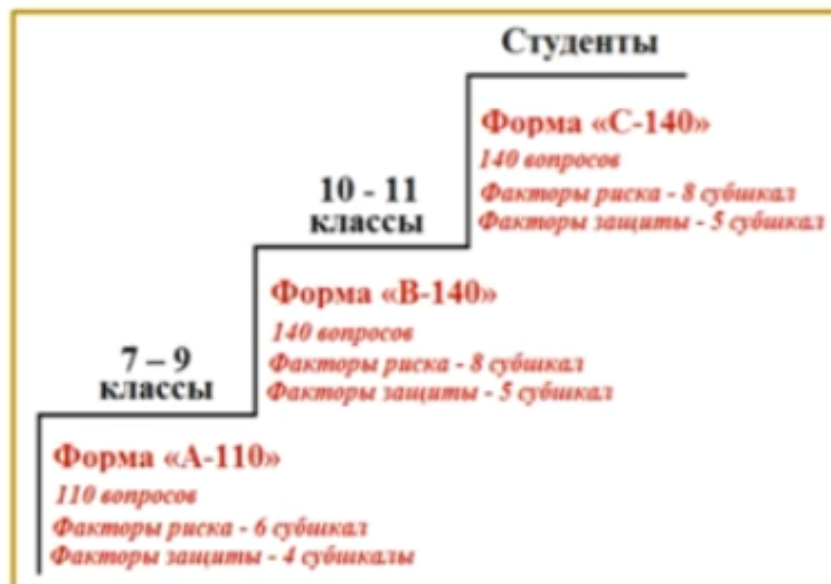 Студенты
Форма «С-140»
140 вопросов
Факторы риска - 8 субшкал
Факторы защиты - 5 субшкал
10 - 11
классы
Форма «В-140»
140 вопросов
Факторы риска - 8 субшкал
Факторы защиты - 5 субшкал
7 – 9
классы
Форма «А-110»
110 вопросов
Факторы риска - 6 субшкал
Факторы защиты - 4 субшкалы